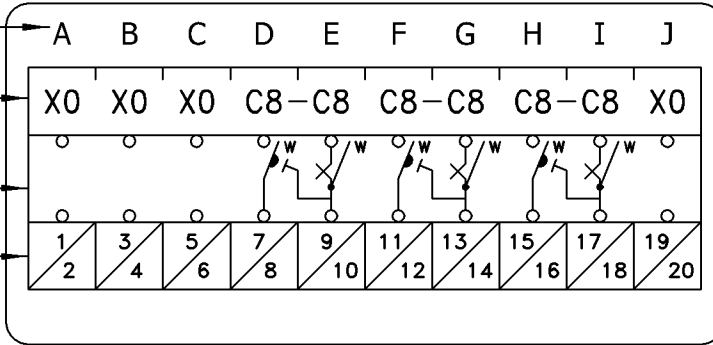 A B C D E F G H I J
X0 X0 X0 C8-C8 C8-C8 C8-C8 X0
W W W W W W
1 3 5 7 9 11 13 15 17 19
2 4 6 8 10 12 14 16 18 20